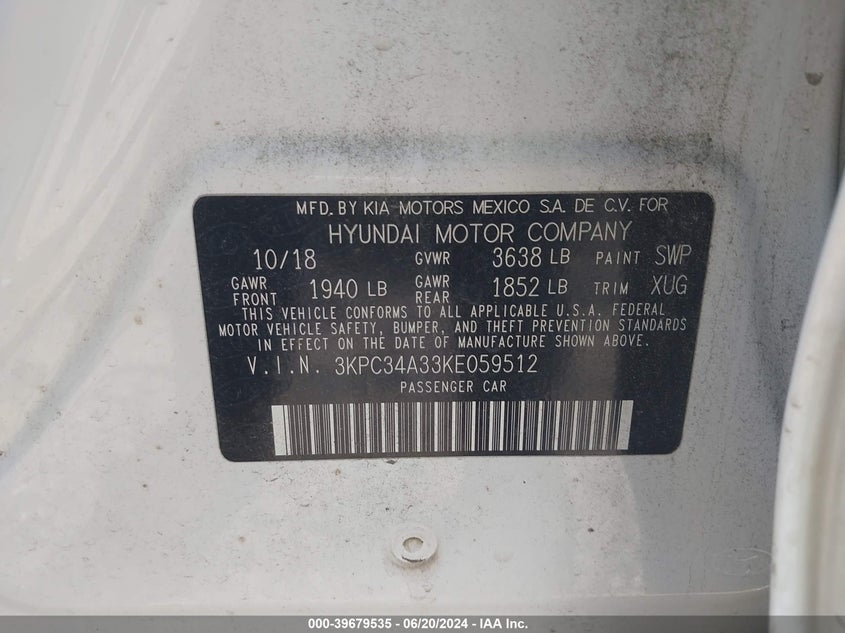 MFD. BY KIA MOTORS MEXICO S.A. DE C.V. FOR
HYUNDAI MOTOR COMPANY
10/18 GVWR 3638 LB PAINT SWP
GAWR FRONT 1940 LB GAWR REAR 1852 LB TRIM XUG
THIS VEHICLE CONFORMS TO ALL APPLICABLE U.S.A. FEDERAL
MOTOR VEHICLE SAFETY, BUMPER, AND THEFT PREVENTION STANDARDS
IN EFFECT ON THE DATE OF MANUFACTURE SHOWN ABOVE.
V.I.N. 3KPC34A33KE059512
PASSENGER CAR
000-39679535 - 06/20/2024 - IAA Inc.